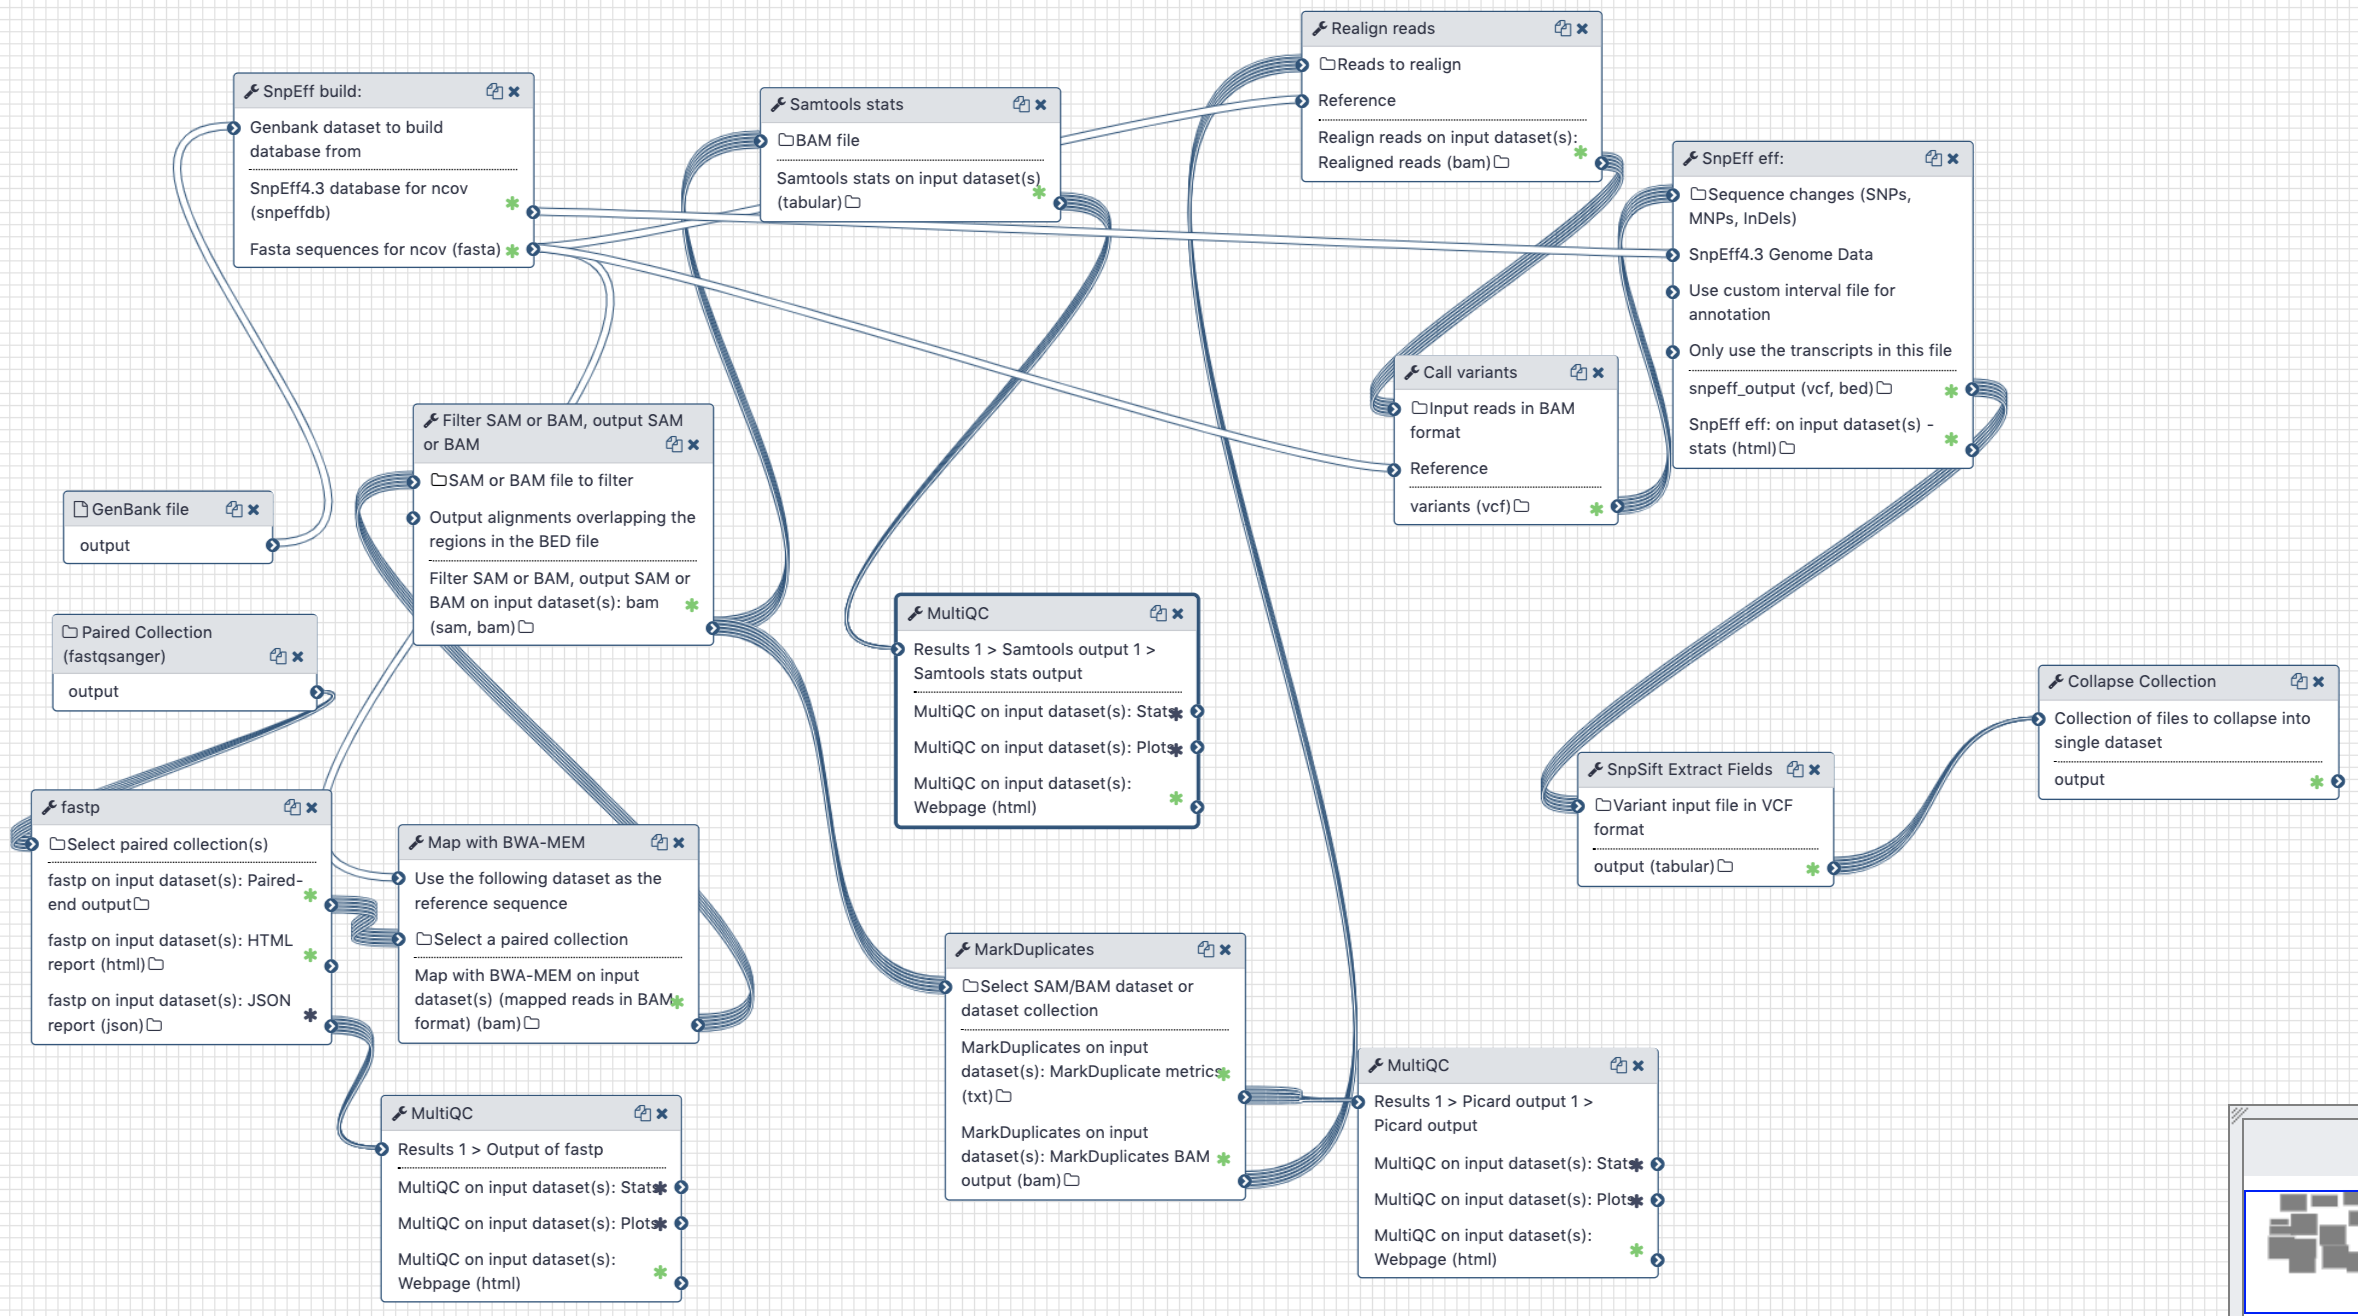 SnpEff build:
Genbank dataset to build
database from
SnpEff4.3 database for ncov
(snpeffdb)
Fasta sequences for ncov (fasta)
Samtools stats
BAM file
Samtools stats on input dataset(s)
(tabular)
Realign reads
Reads to realign
Reference
Realign reads on input dataset(s):
Realigned reads (bam)
SnpEff eff:
Sequence changes (SNPs,
MNPs, InDels)
SnpEff4.3 Genome Data
Use custom interval file for
annotation
Only use the transcripts in this file
snpeff_output (vcf, bed)
SnpEff eff: on input dataset(s) -
stats (html)
Call variants
Input reads in BAM
format
Reference
variants (vcf)
Filter SAM or BAM, output SAM
or BAM
SAM or BAM file to filter
Output alignments overlapping the
regions in the BED file
Filter SAM or BAM, output SAM or
BAM on input dataset(s): bam
(sam, bam)
GenBank file
output
Paired Collection
(fastqsanger)
output
MultiQC
Results 1 > Samtools output 1 >
Samtools stats output
MultiQC on input dataset(s): Stats
MultiQC on input dataset(s): Plots
MultiQC on input dataset(s):
Webpage (html)
Collapse Collection
Collection of files to collapse into
single dataset
output
SnpSift Extract Fields
Variant input file in VCF
format
output (tabular)
fastp
Select paired collection(s)
fastp on input dataset(s): Paired-
end output
fastp on input dataset(s): HTML
report (html)
fastp on input dataset(s): JSON
report (json)
Map with BWA-MEM
Use the following dataset as the
reference sequence
Select a paired collection
Map with BWA-MEM on input
dataset(s) (mapped reads in BAM
format) (bam)
MarkDuplicates
Select SAM/BAM dataset or
dataset collection
MarkDuplicates on input
dataset(s): MarkDuplicate metrics
(txt)
MarkDuplicates on input
dataset(s): MarkDuplicates BAM
output (bam)
MultiQC
Results 1 > Picard output 1 >
Picard output
MultiQC on input dataset(s): Stats
MultiQC on input dataset(s): Plots
MultiQC on input dataset(s):
Webpage (html)
MultiQC
Results 1 > Output of fastp
MultiQC on input dataset(s): Stats
MultiQC on input dataset(s): Plots
MultiQC on input dataset(s):
Webpage (html)